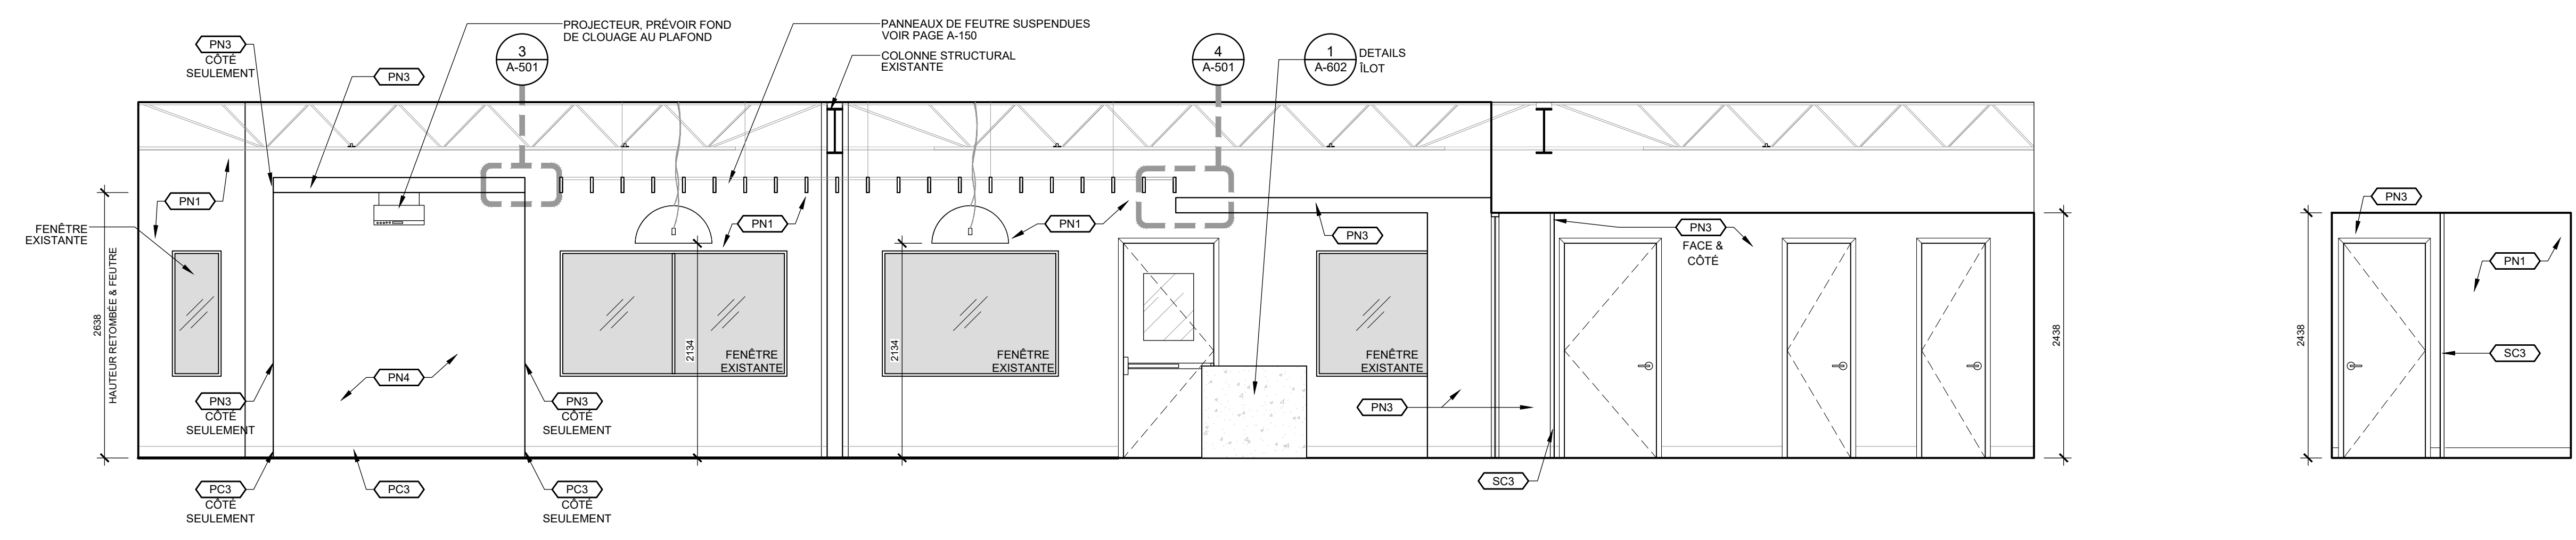 PROJECTEUR, PRÉVOIR FOND
DE CLOUAGE AU PLAFOND
PANNEAUX DE FEUTRE SUSPENDUES
VOIR PAGE A-150
COLONNE STRUCTURAL
EXISTANTE
PN3
CÔTÉ
SEULEMENT
PN3
3
A-501
4
A-501
1
A-602
DETAILS
ÎLOT
PN1
FENÊTRE
EXISTANTE
2638
HAUTEUR RETOMBÉE & FEUTRE
PN4
PN3
CÔTÉ
SEULEMENT
PN3
CÔTÉ
SEULEMENT
PC3
CÔTÉ
SEULEMENT
PC3
PC3
CÔTÉ
SEULEMENT
PN1
2134
FENÊTRE
EXISTANTE
2134
PN1
FENÊTRE
EXISTANTE
PN3
FENÊTRE
EXISTANTE
PN3
SC3
PN3
FACE &
CÔTÉ
2438
2438
PN3
PN1
SC3